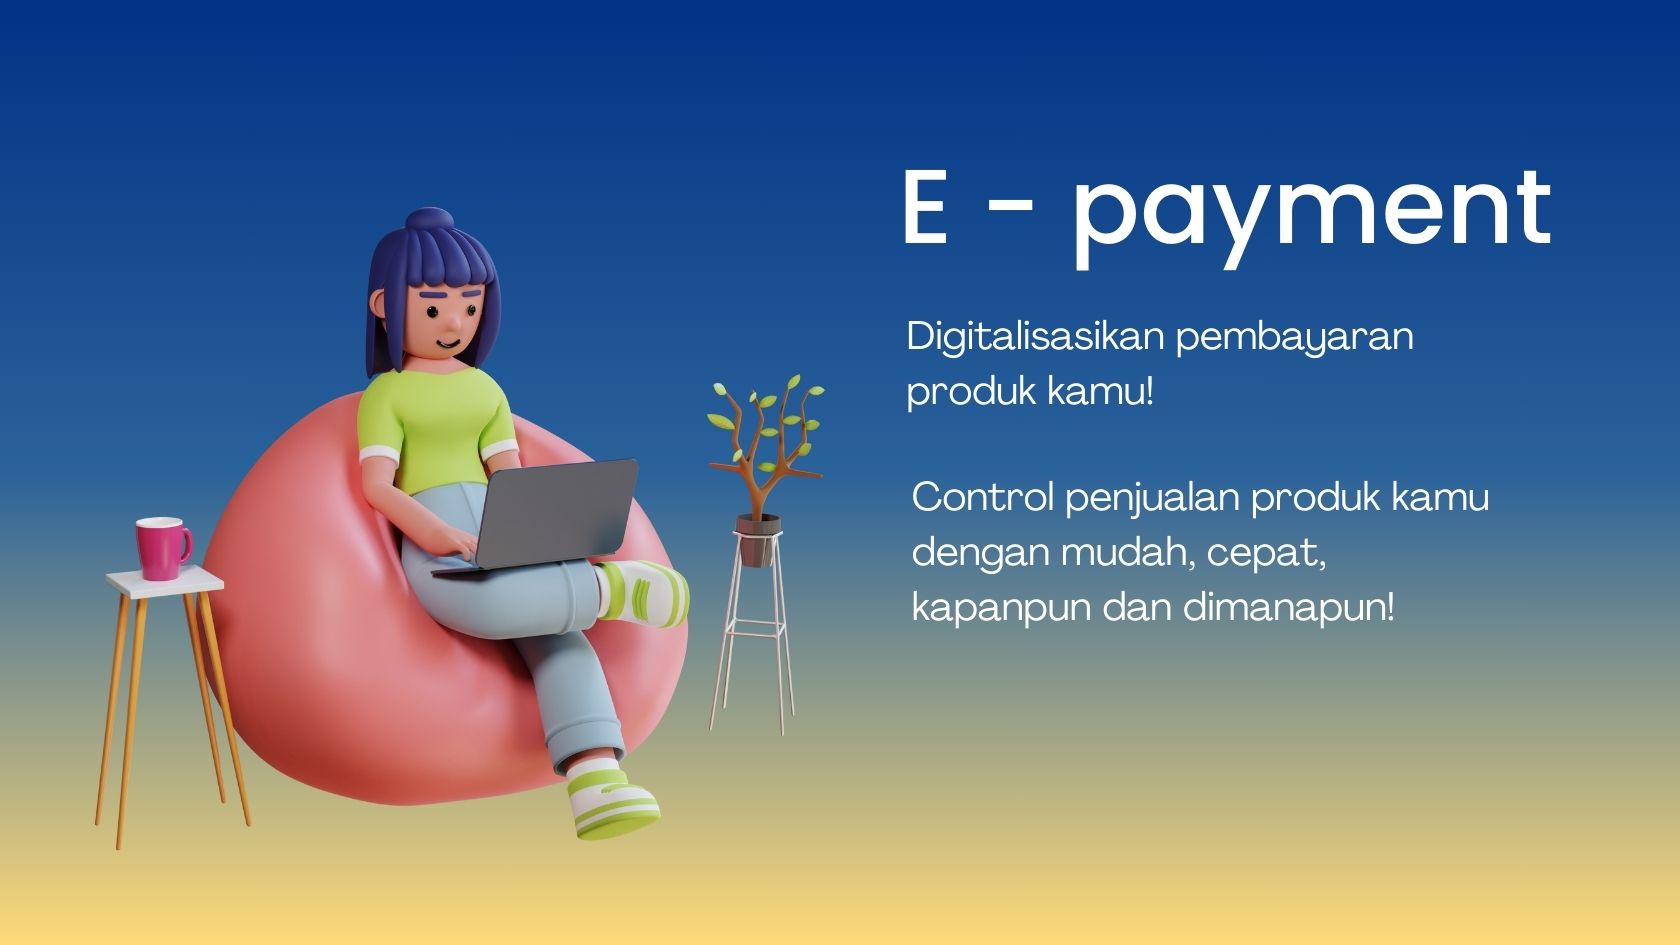 E - payment
Digitalisasikan pembayaran
produk kamu!
Control penjualan produk kamu
dengan mudah, cepat,
kapanpun dan dimanapun!